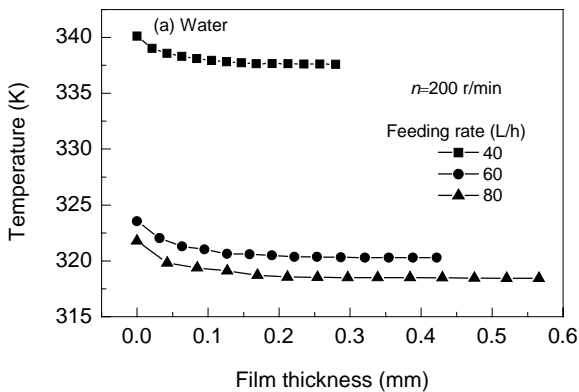 (a) Water
n=200 r/min
Feeding rate (L/h)
40
60
80
Temperature (K)
340
335
330
325
320
315
0.0 0.1 0.2 0.3 0.4 0.5 0.6
Film thickness (mm)